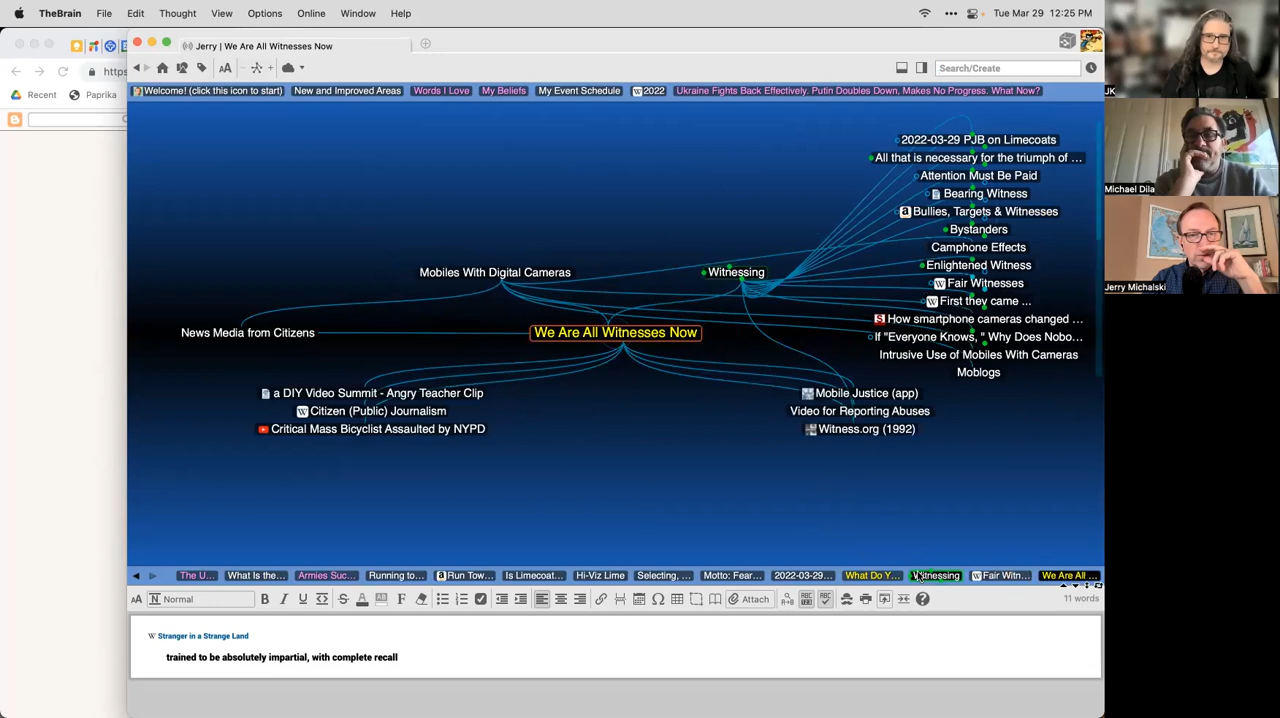 TheBrain File Edit Thought View Options Online Window Help Tue Mar 29 12:25 PM
Jerry | We Are All Witnesses Now
https
Search/Create
Recent Paprika
Welcome! (click this icon to start) New and Improved Areas Words I Love My Beliefs My Event Schedule 2022 Ukraine Fights Back Effectively. Putin Doubles Down, Makes No Progress. What Now?
JK
2022-03-29 PJB on Limecoats
All that is necessary for the triumph of ...
Attention Must Be Paid
Bearing Witness
Bullies, Targets & Witnesses
Bystanders
Camphone Effects
Enlightened Witness
Fair Witnesses
First they came ...
How smartphone cameras changed ...
If "Everyone Knows, " Why Does Nobo...
Intrusive Use of Mobiles With Cameras
Moblogs
Michael Dila
Jerry Michalski
Mobiles With Digital Cameras
Witnessing
News Media from Citizens
We Are All Witnesses Now
a DIY Video Summit - Angry Teacher Clip
Citizen (Public) Journalism
Critical Mass Bicyclist Assaulted by NYPD
Mobile Justice (app)
Video for Reporting Abuses
Witness.org (1992)
The U... What Is the... Armies Suc... Running to... Run Tow... Is Limecoat... Hi-Viz Lime Selecting, ... Motto: Fear... 2022-03-29... What Do Y... Witnessing Fair Witn... We Are All ...
Normal B I U S Attach 11 words
Stranger in a Strange Land
trained to be absolutely impartial, with complete recall